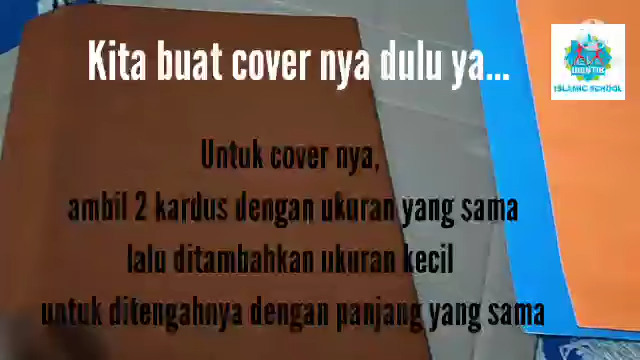 Kita buat cover nya dulu ya...
ISLAMIC SCHOOL
Untuk cover nya,
ambil 2 kardus dengan ukuran yang sama
lalu ditambahkan ukuran kecil
untuk ditengahnya dengan panjang yang sama